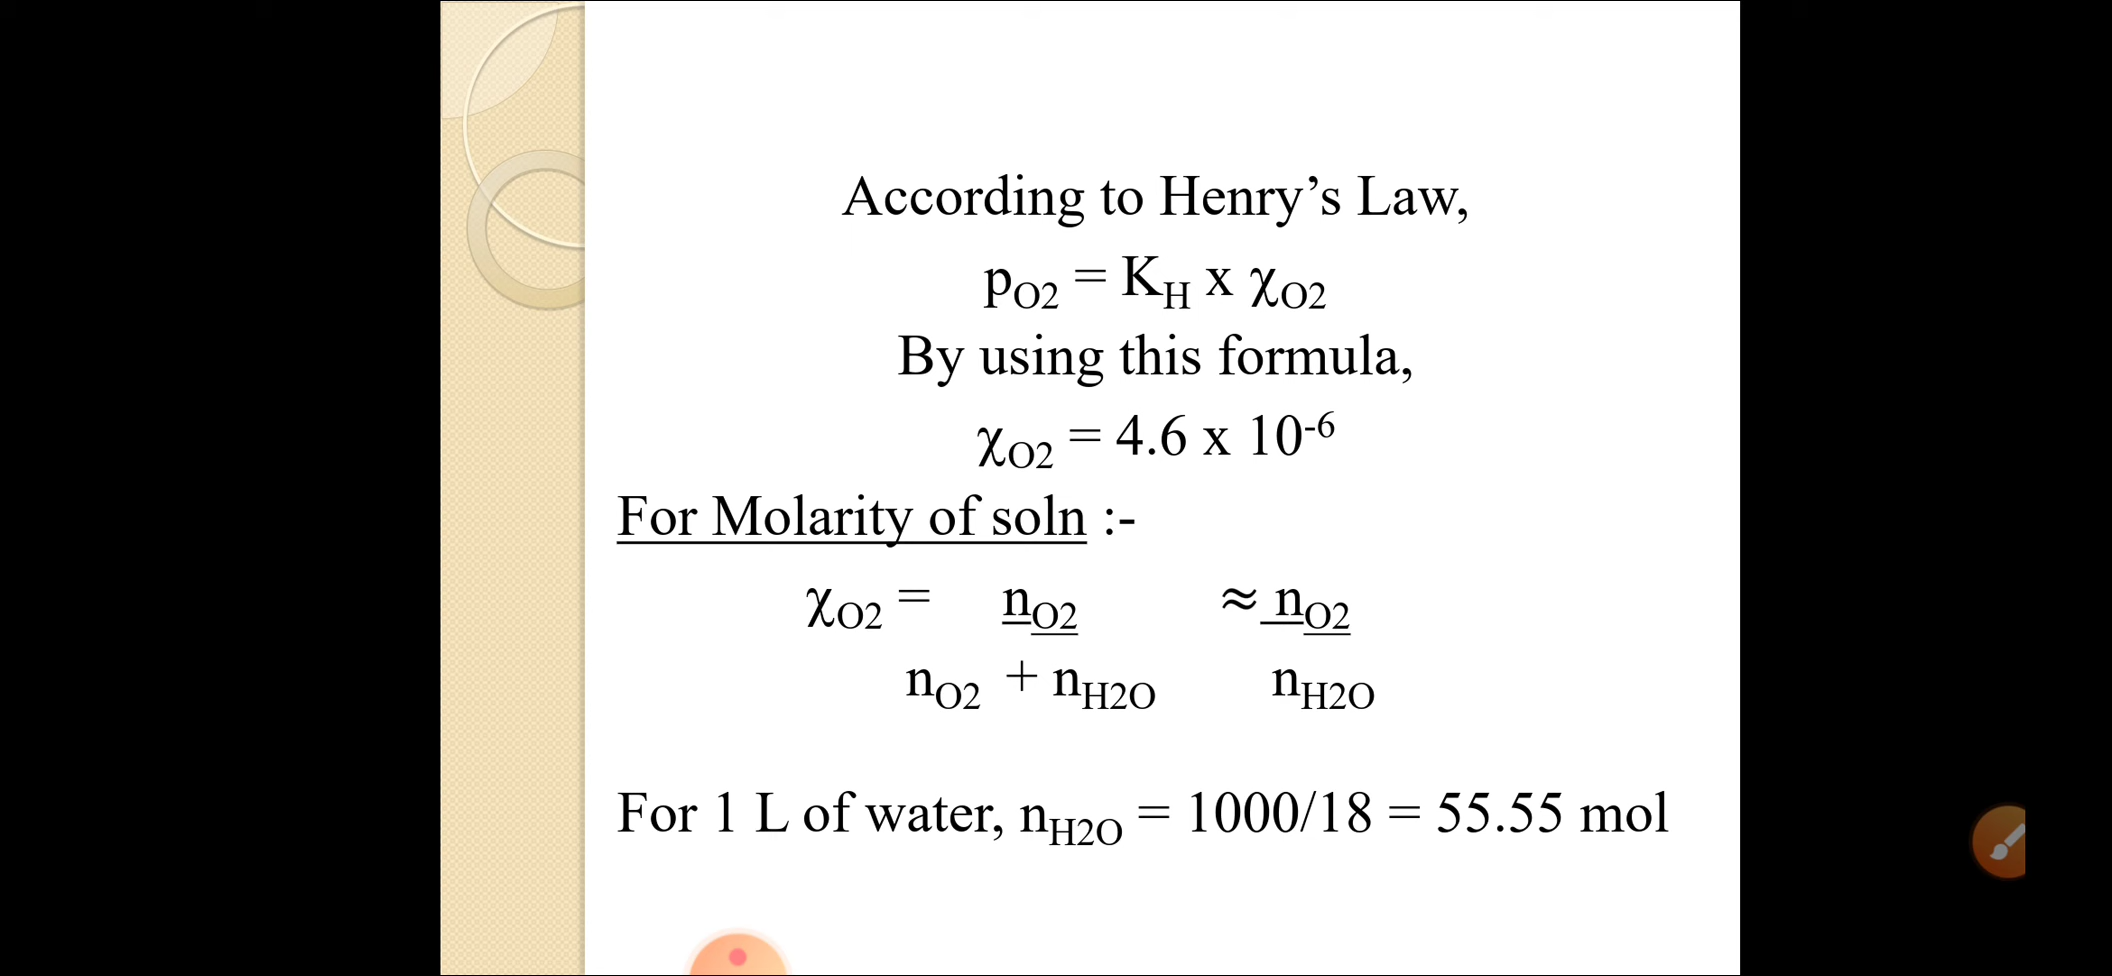 According to Henry’s Law,
pO2 = KH x χO2
By using this formula,
χO2 = 4.6 x 10-6
For Molarity of soln :-
χO2 = nO2 ≈ nO2
nO2 + nH2O nH2O
For 1 L of water, nH2O = 1000/18 = 55.55 mol